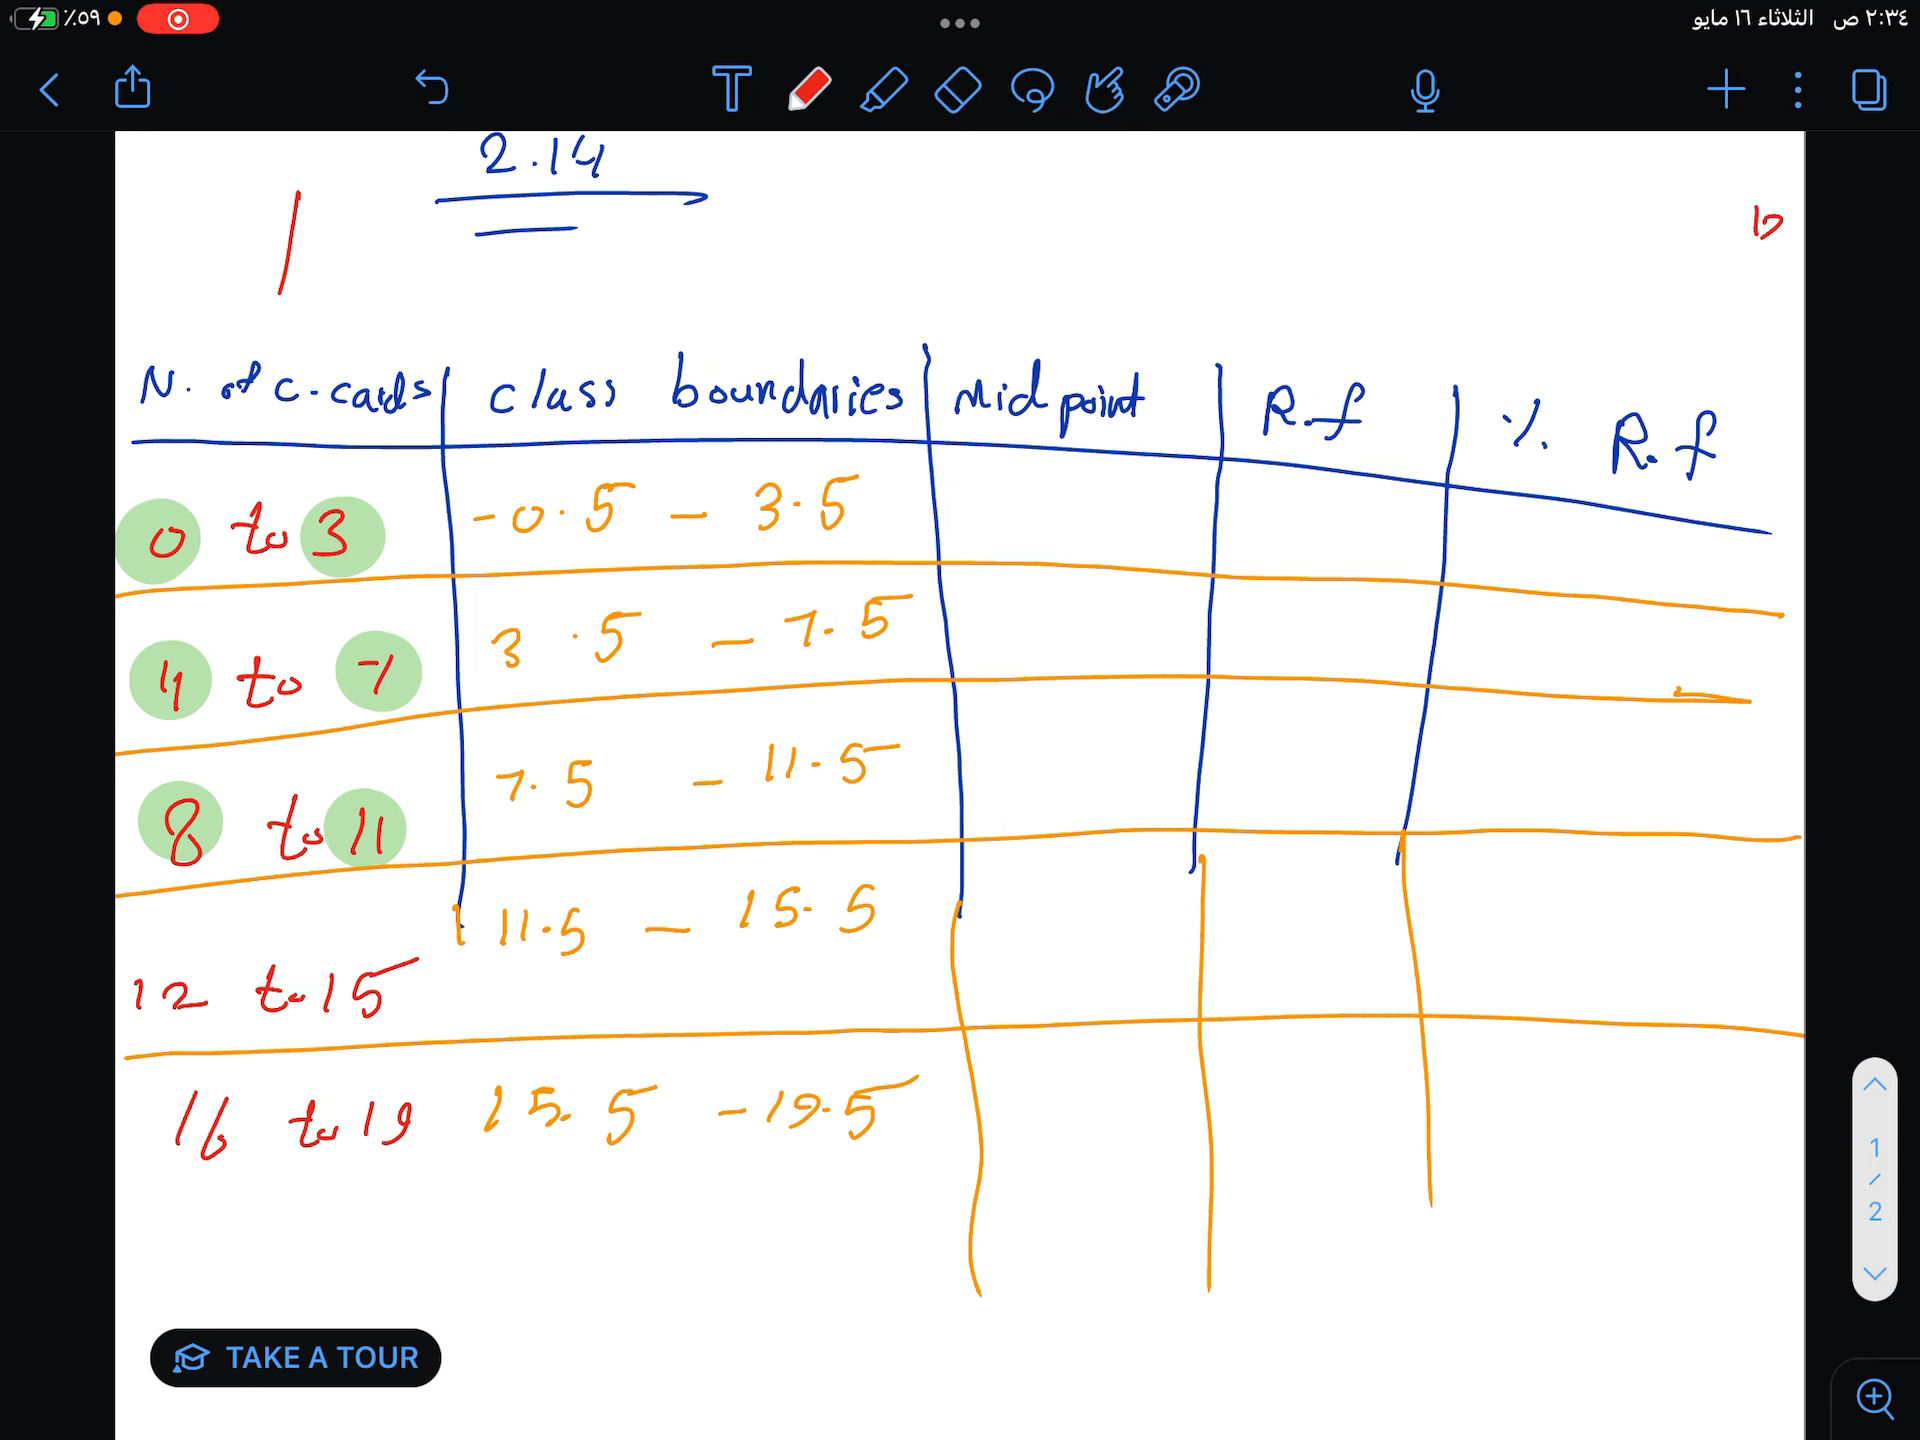 ٪٥٩
٢:٣٤ ص الثلاثاء ١٦ مايو
2.14
N. of c-cards class boundaries Mid point R.f % R.f
0 to 3 -0.5 - 3.5
4 to 7 3.5 - 7.5
8 to 11 7.5 - 11.5
12 to 15 11.5 - 15.5
16 to 19 15.5 - 19.5
1
/
2
TAKE A TOUR